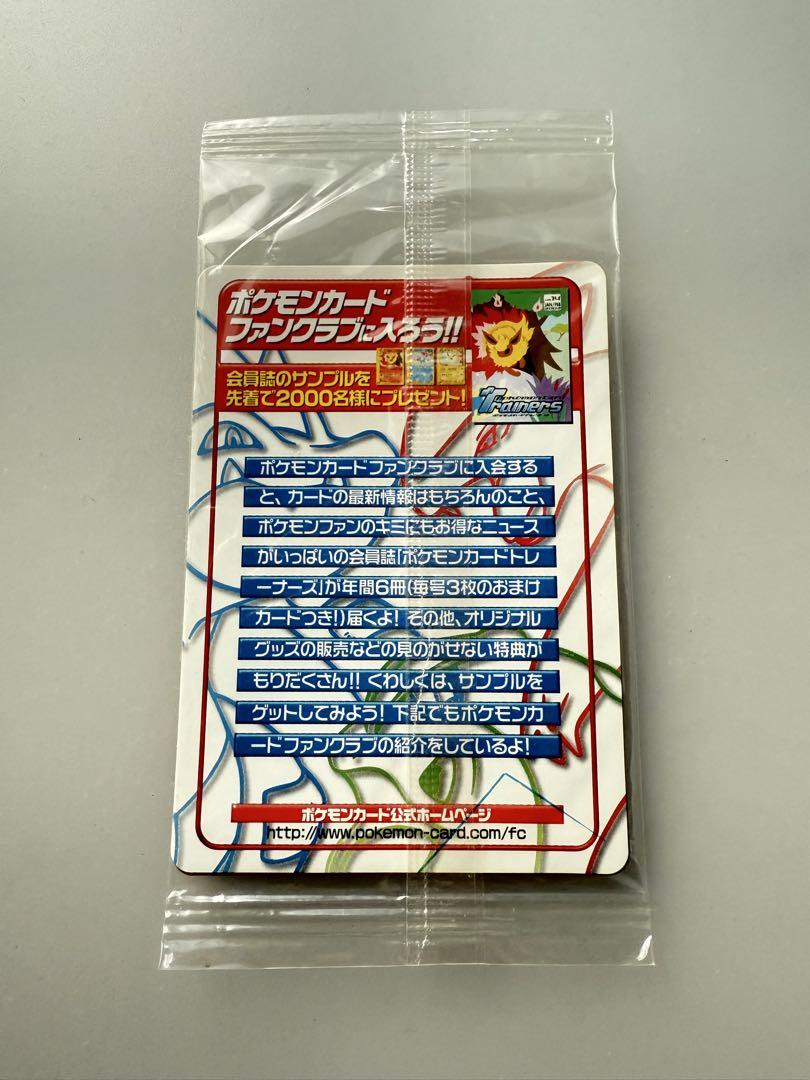 ポケモンカード
ファンクラブに入ろう!!
会員誌のサンプルを
先着で2000名様にプレゼント!
Pokémon Card
Trainers
ポケモンカードファンクラブに入会する
と、カードの最新情報はもちろんのこと、
ポケモンファンのキミにもお得なニュース
がいっぱいの会員誌「ポケモンカードトレ
ーナーズ」が年間6冊(毎号3枚のおまけ
カードつき!)届くよ! その他、オリジナル
グッズの販売などの見のがせない特典が
もりだくさん!! くわしくは、サンプルを
ゲットしてみよう! 下記でもポケモンカ
ードファンクラブの紹介をしているよ!
ポケモンカード公式ホームページ
http://www.pokemon-card.com/fc